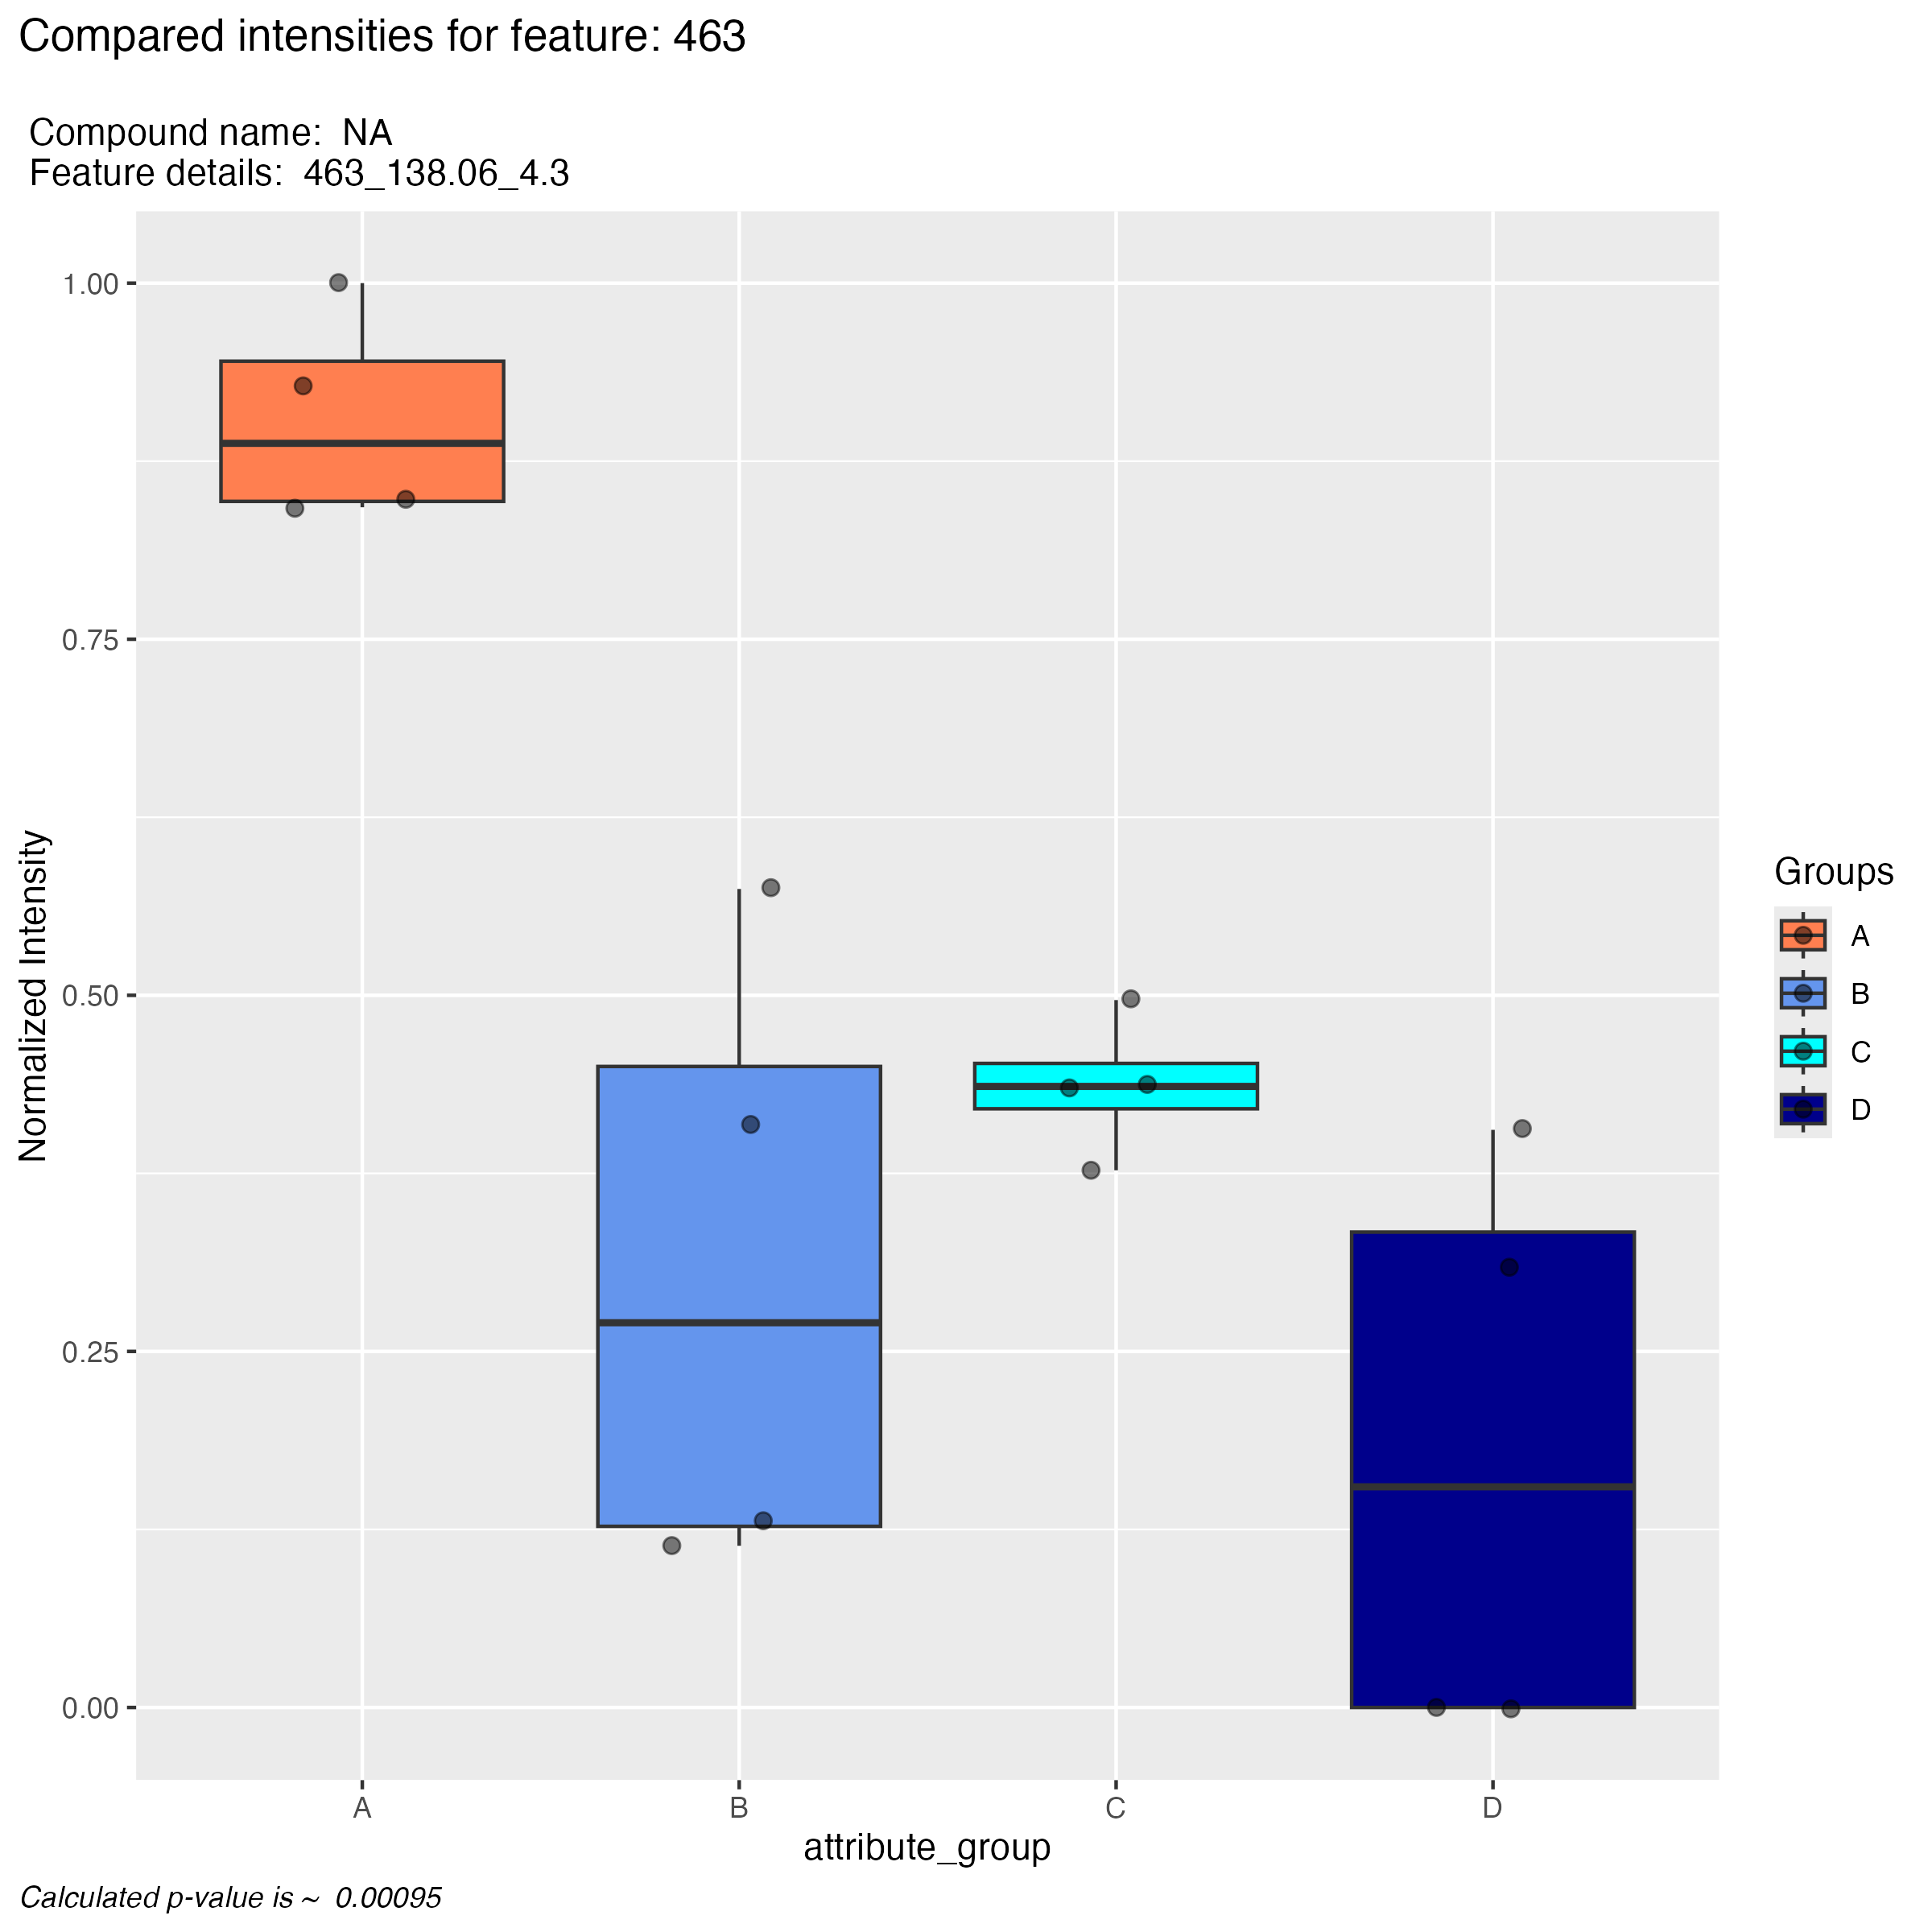 Compared intensities for feature: 463
Compound name:  NA
Feature details:  463_138.06_4.3
Normalized Intensity
1.00
0.75
0.50
0.25
0.00
A
B
C
D
attribute_group
Groups
A
B
C
D
Calculated p-value is ~  0.00095